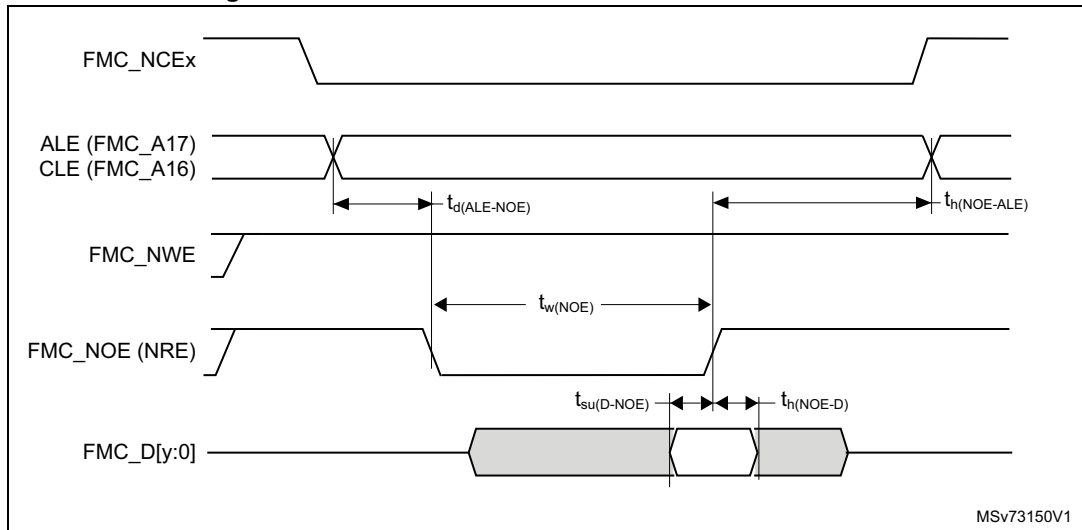 FMC_NCEx
ALE (FMC_A17)
CLE (FMC_A16)
td(ALE-NOE)
th(NOE-ALE)
FMC_NWE
tw(NOE)
FMC_NOE (NRE)
tsu(D-NOE)
th(NOE-D)
FMC_D[y:0]
MSv73150V1